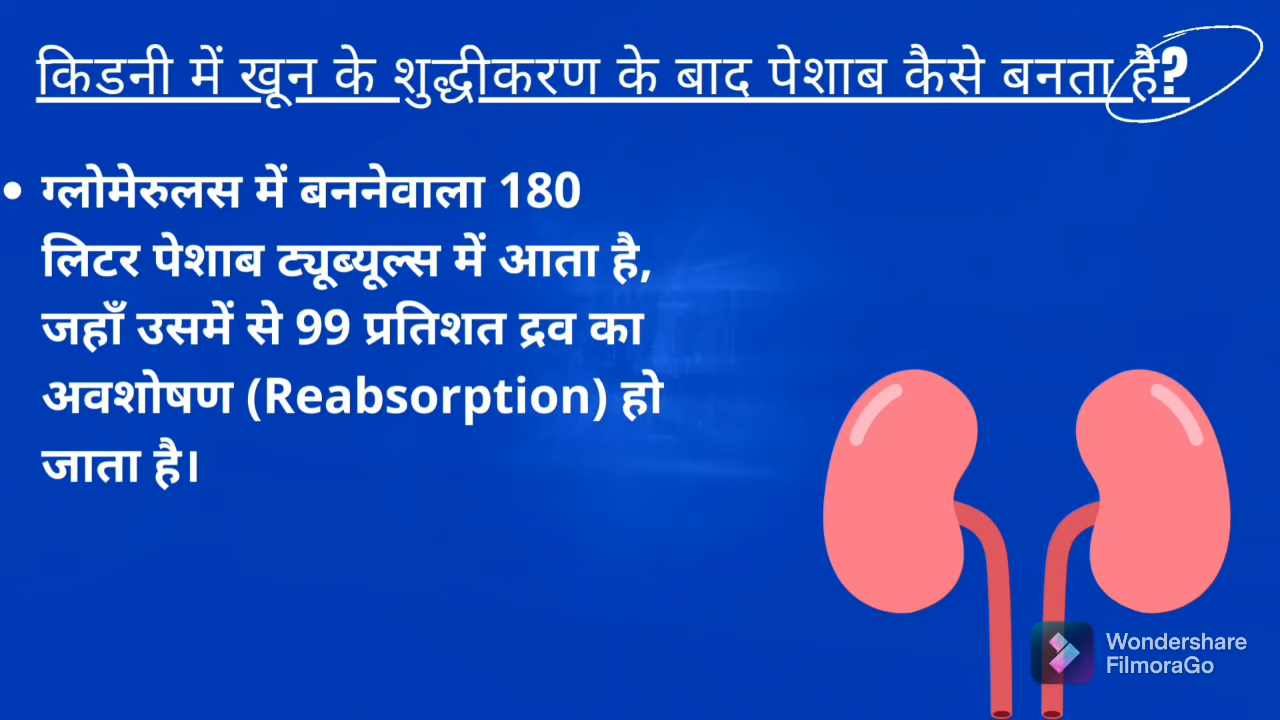 किडनी में खून के शुद्धीकरण के बाद पेशाब कैसे बनता है?
• ग्लोमेरुलस में बननेवाला 180
लिटर पेशाब ट्यूब्यूल्स में आता है,
जहाँ उसमें से 99 प्रतिशत द्रव का
अवशोषण (Reabsorption) हो
जाता है।
Wondershare
FilmoraGo